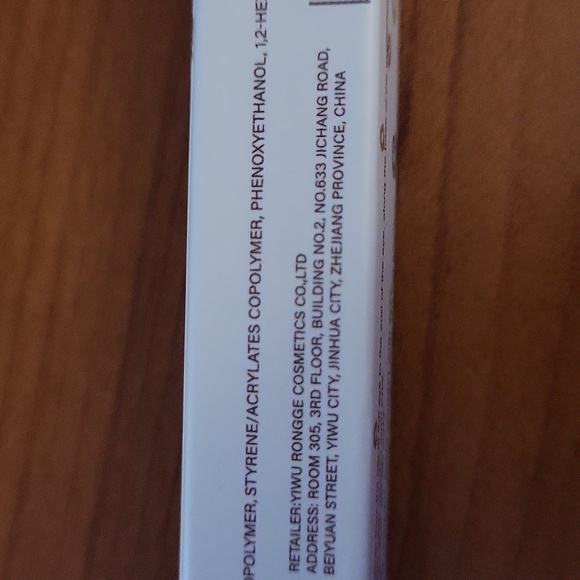 OPOLYMER, STYRENE/ACRYLATES COPOLYMER, PHENOXYETHANOL, 1,2-HE
RETAILER:YIWU RONGGE COSMETICS CO.,LTD
ADDRESS: ROOM 305, 3RD FLOOR, BUILDING NO.2, NO.633 JICHANG ROAD,
BEIYUAN STREET, YIWU CITY, JINHUA CITY, ZHEJIANG PROVINCE, CHINA